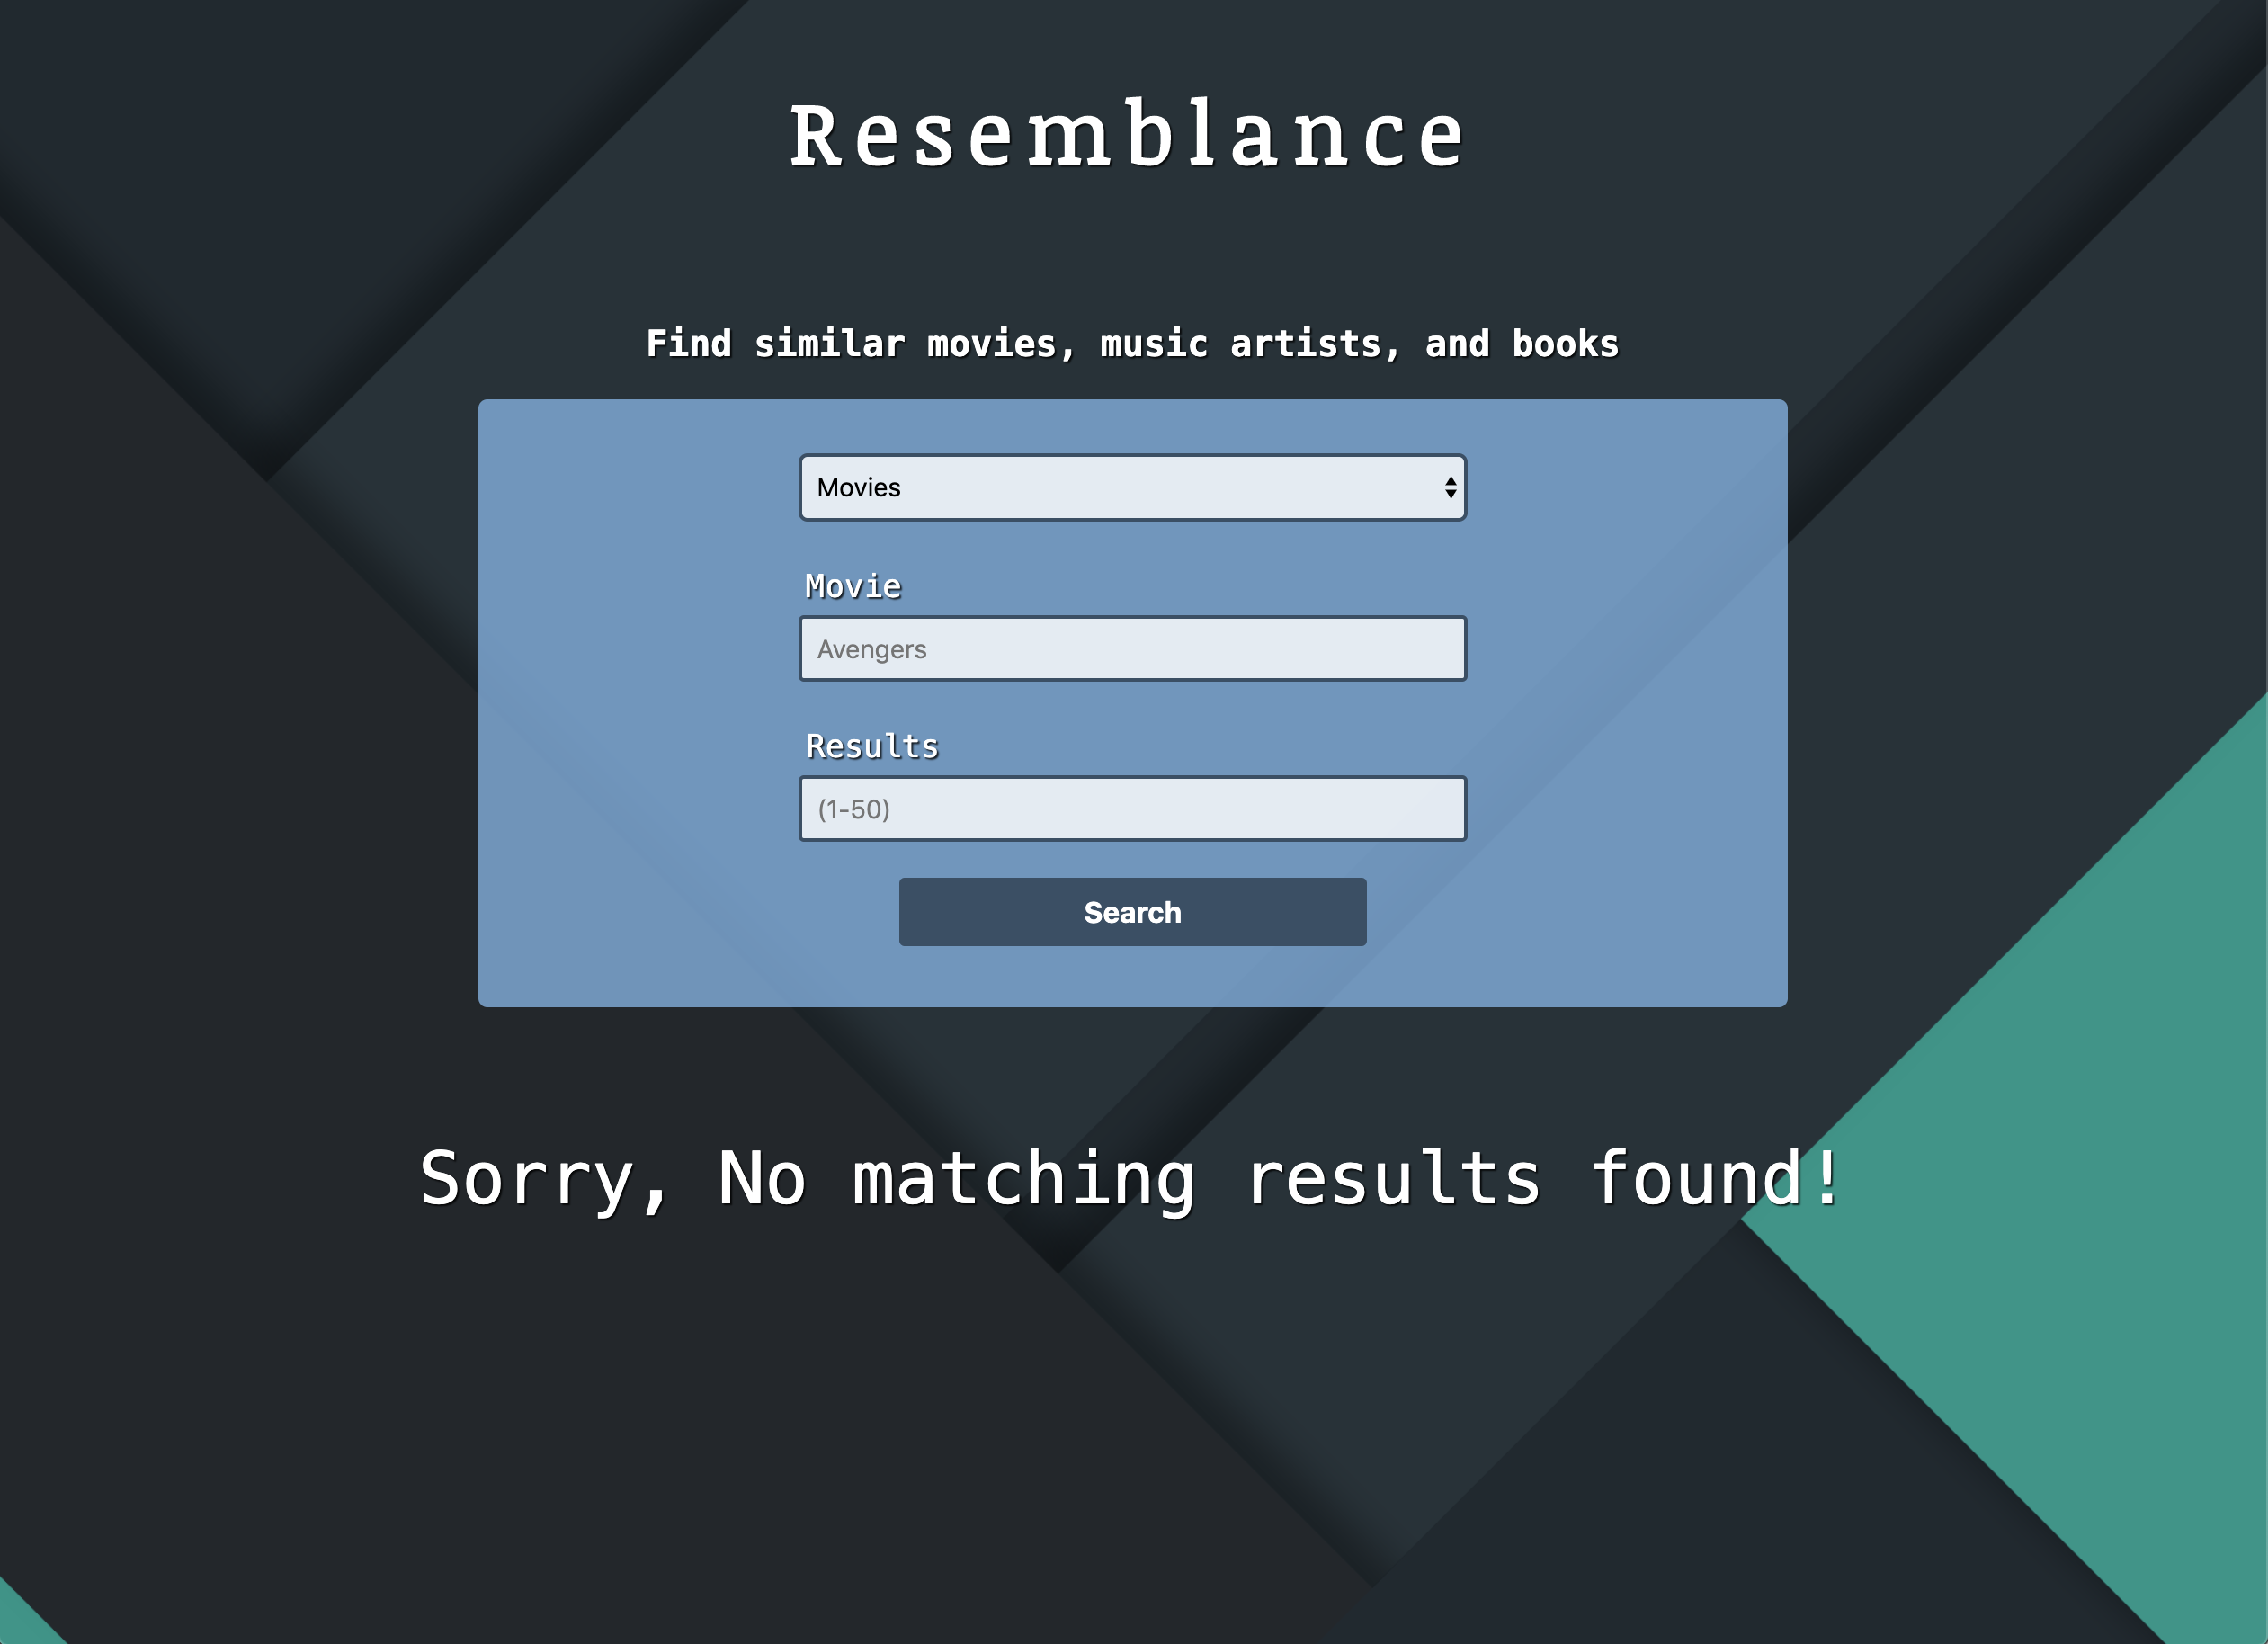 Resemblance
Find similar movies, music artists, and books
Movies
Movie
Avengers
Results
(1-50)
Search
Sorry, No matching results found!